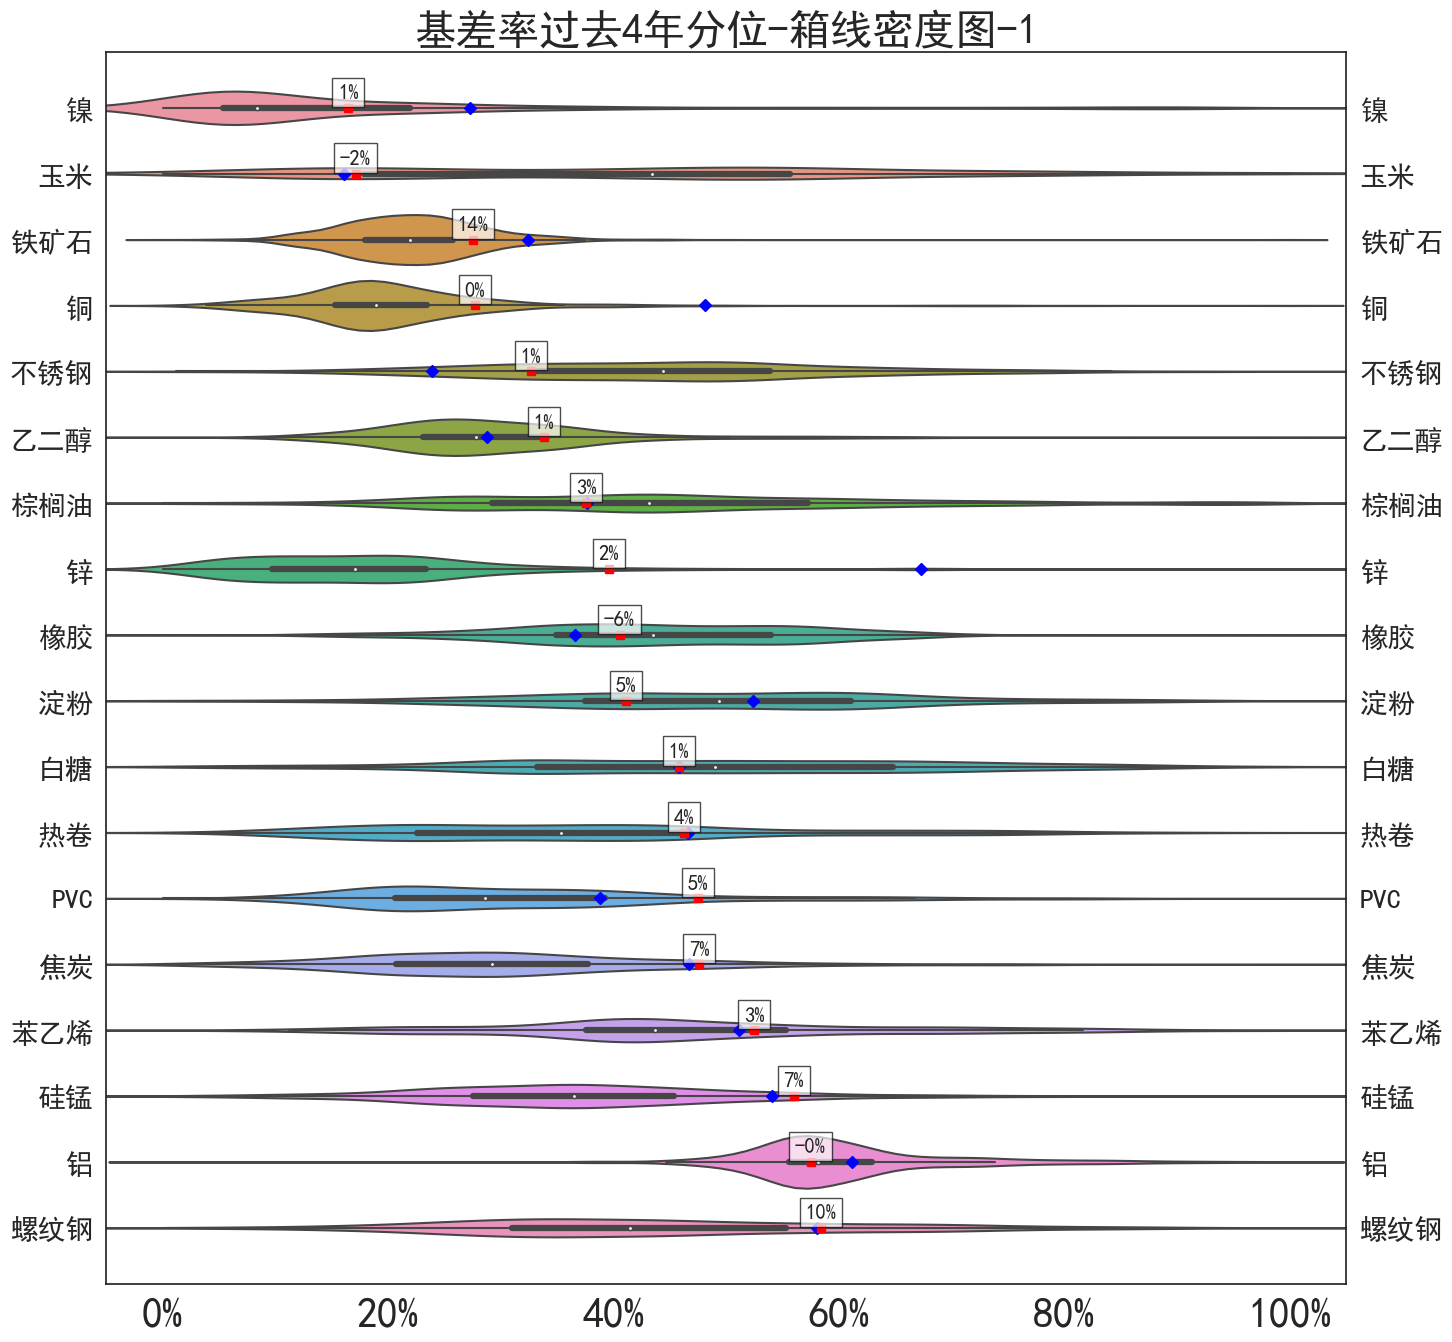 基差率过去4年分位-箱线密度图-1
镍 1% 镍
玉米 -2% 玉米
铁矿石 14% 铁矿石
铜 0% 铜
不锈钢 1% 不锈钢
乙二醇 1% 乙二醇
棕榈油 3% 棕榈油
锌 2% 锌
橡胶 -6% 橡胶
淀粉 5% 淀粉
白糖 1% 白糖
热卷 4% 热卷
PVC 5% PVC
焦炭 7% 焦炭
苯乙烯 3% 苯乙烯
硅锰 7% 硅锰
铝 -0% 铝
螺纹钢 10% 螺纹钢
0% 20% 40% 60% 80% 100%